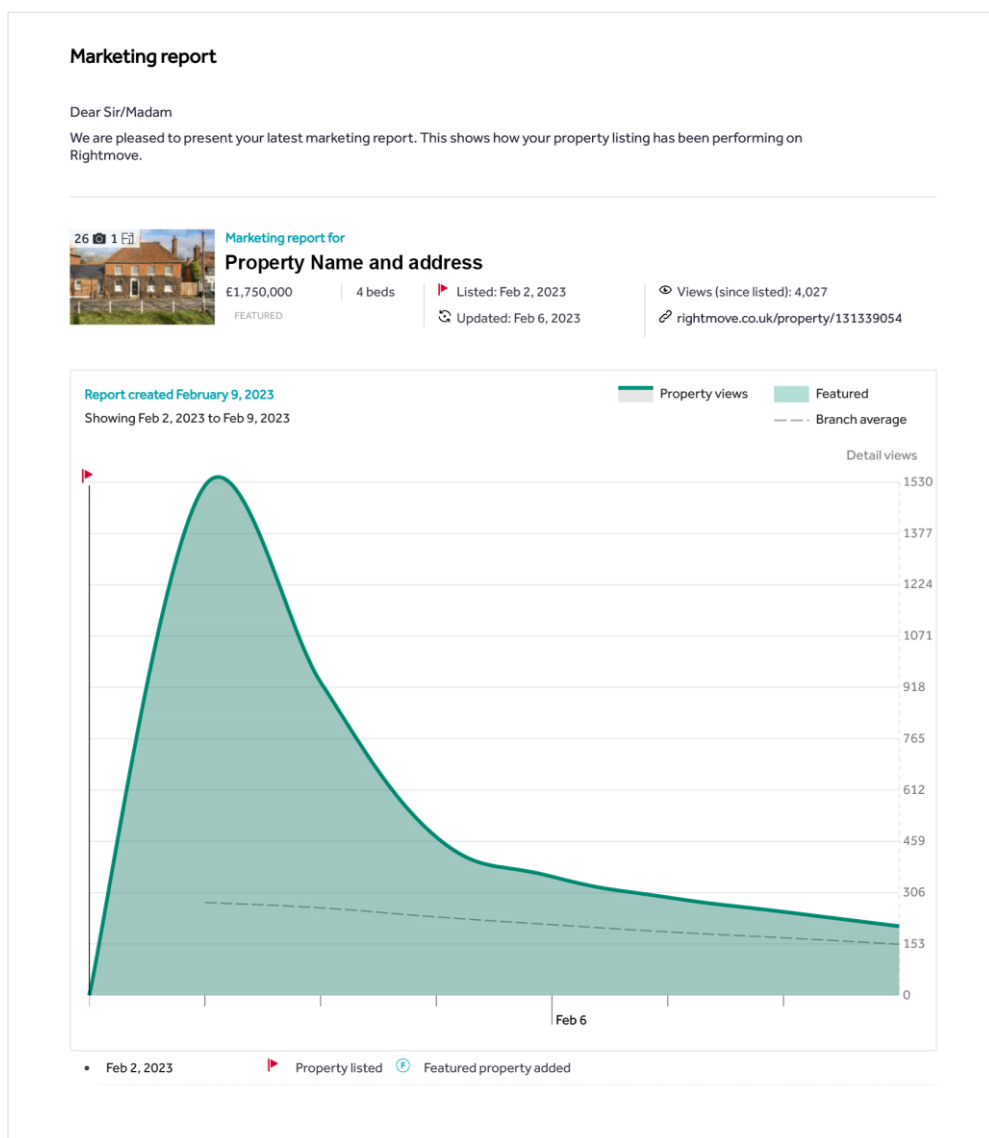 Marketing report
Dear Sir/Madam
We are pleased to present your latest marketing report. This shows how your property listing has been performing on
Rightmove.
26 1
Marketing report for
Property Name and address
£1,750,000 4 beds Listed: Feb 2, 2023 Views (since listed): 4,027
FEATURED Updated: Feb 6, 2023 rightmove.co.uk/property/131339054
Report created February 9, 2023 Property views Featured
Showing Feb 2, 2023 to Feb 9, 2023 Branch average
Detail views
1530
1377
1224
1071
918
765
612
459
306
153
0
Feb 6
• Feb 2, 2023 Property listed F Featured property added